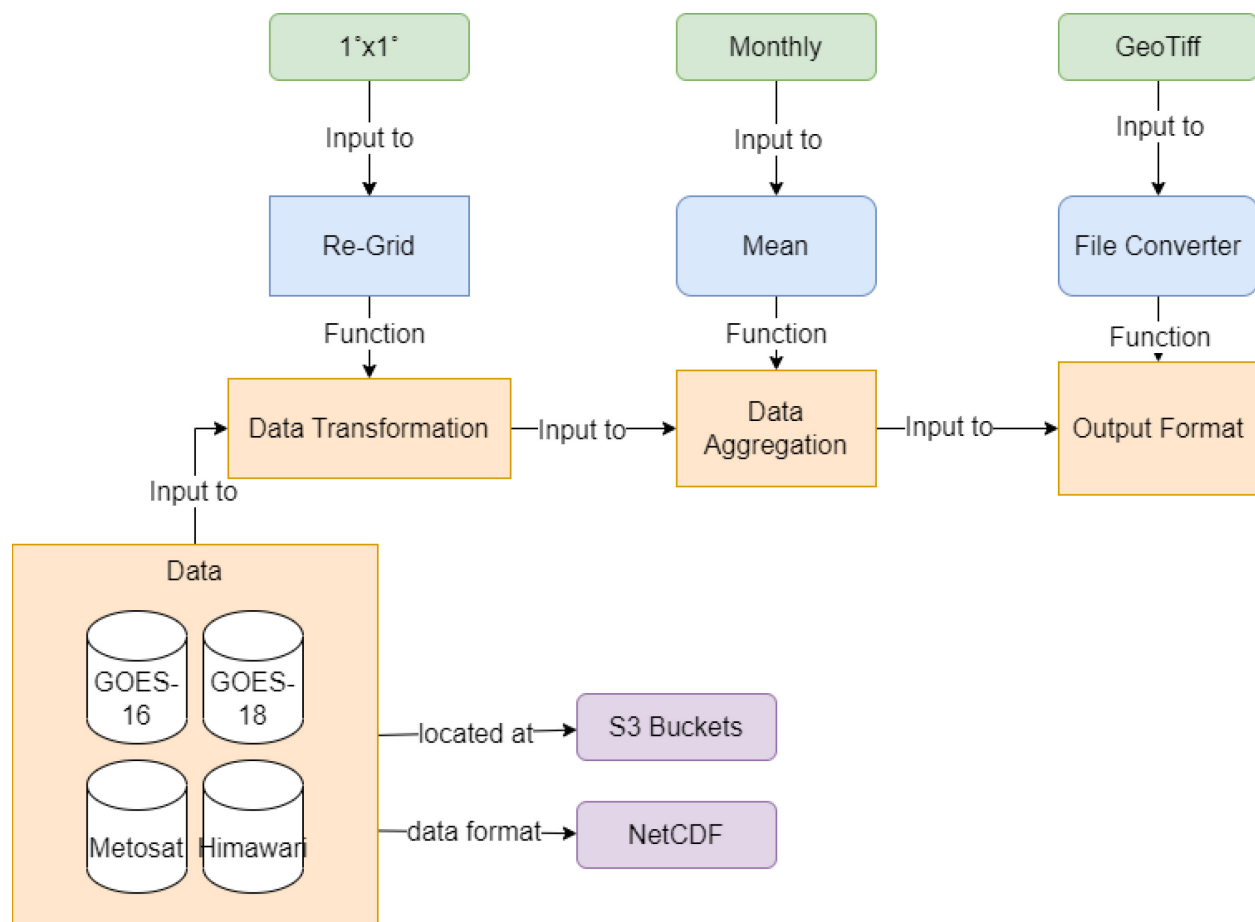 1°x1°
Monthly
GeoTiff
Input to
Input to
Input to
Re-Grid
Mean
File Converter
Function
Function
Function
Data Transformation
Input to
Data
Aggregation
Input to
Output Format
Input to
Data
GOES-
16
GOES-
18
Metosat
Himawari
located at
S3 Buckets
data format
NetCDF